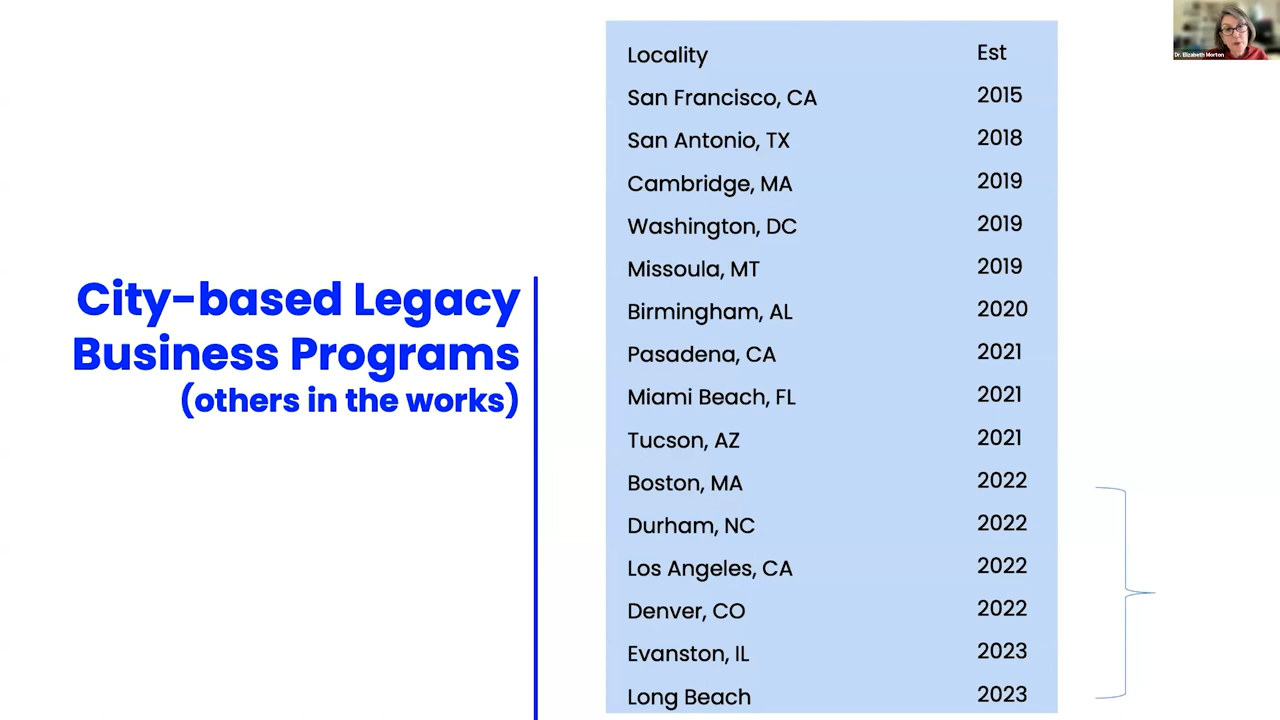 City-based Legacy
Business Programs
(others in the works)
Locality Est
San Francisco, CA 2015
San Antonio, TX 2018
Cambridge, MA 2019
Washington, DC 2019
Missoula, MT 2019
Birmingham, AL 2020
Pasadena, CA 2021
Miami Beach, FL 2021
Tucson, AZ 2021
Boston, MA 2022
Durham, NC 2022
Los Angeles, CA 2022
Denver, CO 2022
Evanston, IL 2023
Long Beach 2023
Dr. Elizabeth Morton